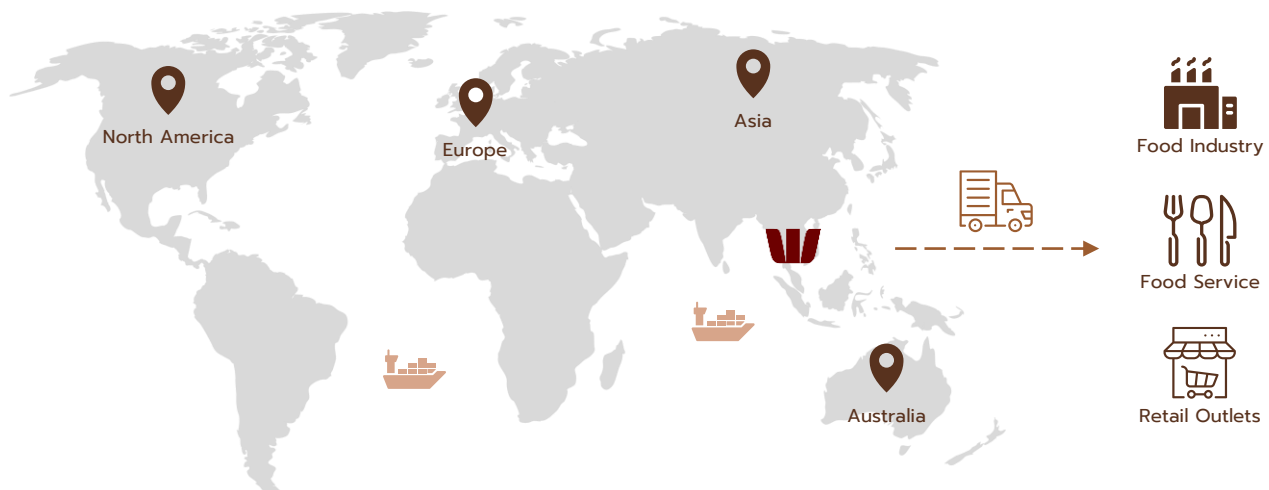 North America
Europe
Asia
Australia
Food Industry
Food Service
Retail Outlets